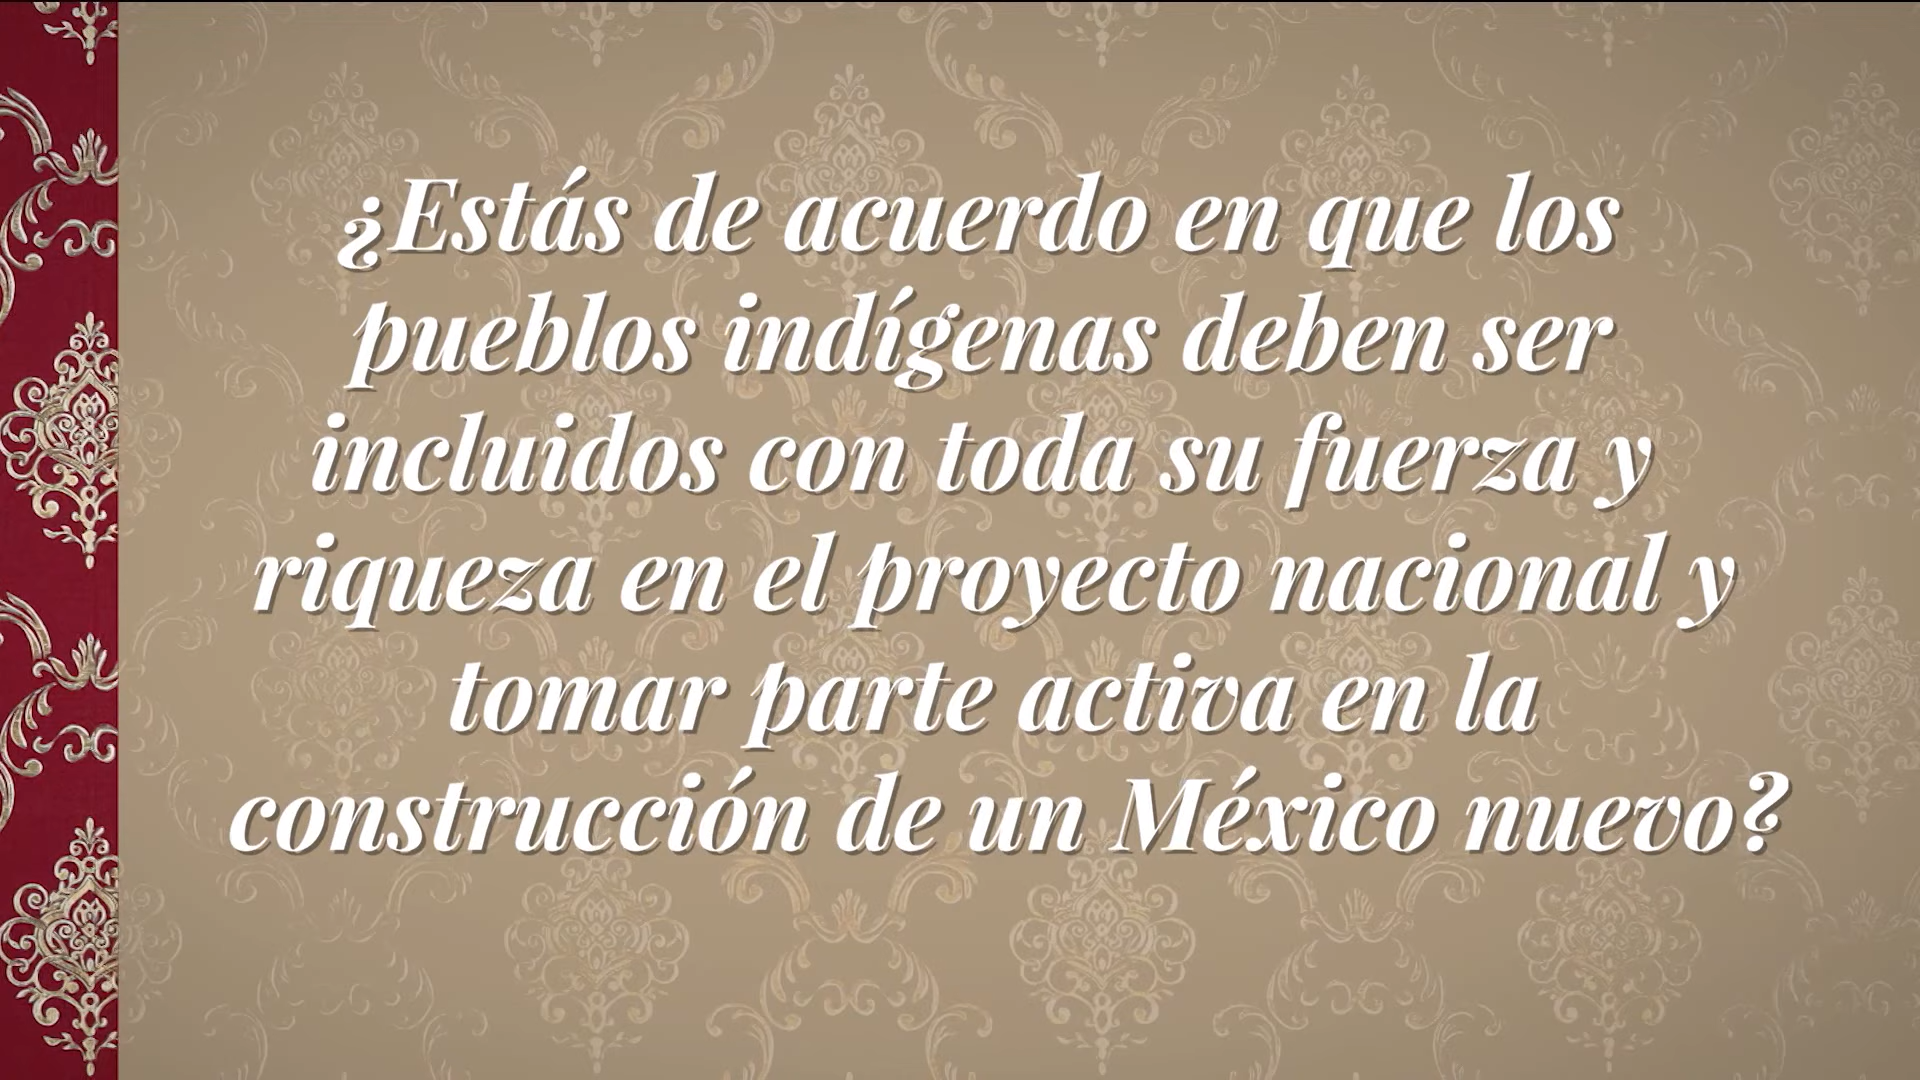 ¿Estás de acuerdo en que los
pueblos indígenas deben ser
incluidos con toda su fuerza y
riqueza en el proyecto nacional y
tomar parte activa en la
construcción de un México nuevo?